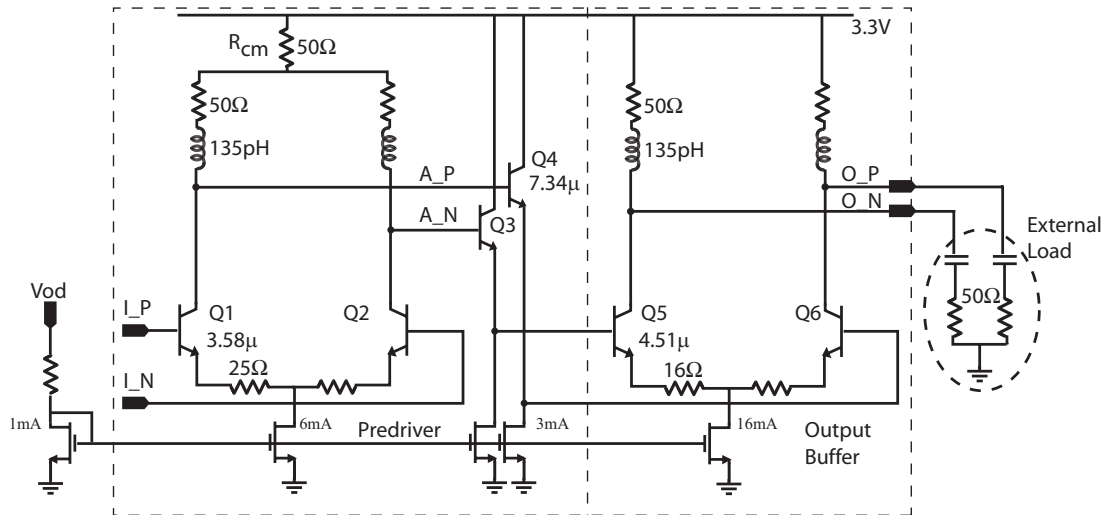 3.3V
Rcm 50Ω
50Ω
50Ω
135pH
135pH
Q4
7.34μ
A_P
A_N
Q3
O_P
O_N
External
Load
50Ω
Vod
I_P
Q1
3.58μ
Q2
Q5
4.51μ
Q6
25Ω
16Ω
I_N
1mA
6mA
Predriver
3mA
16mA
Output
Buffer